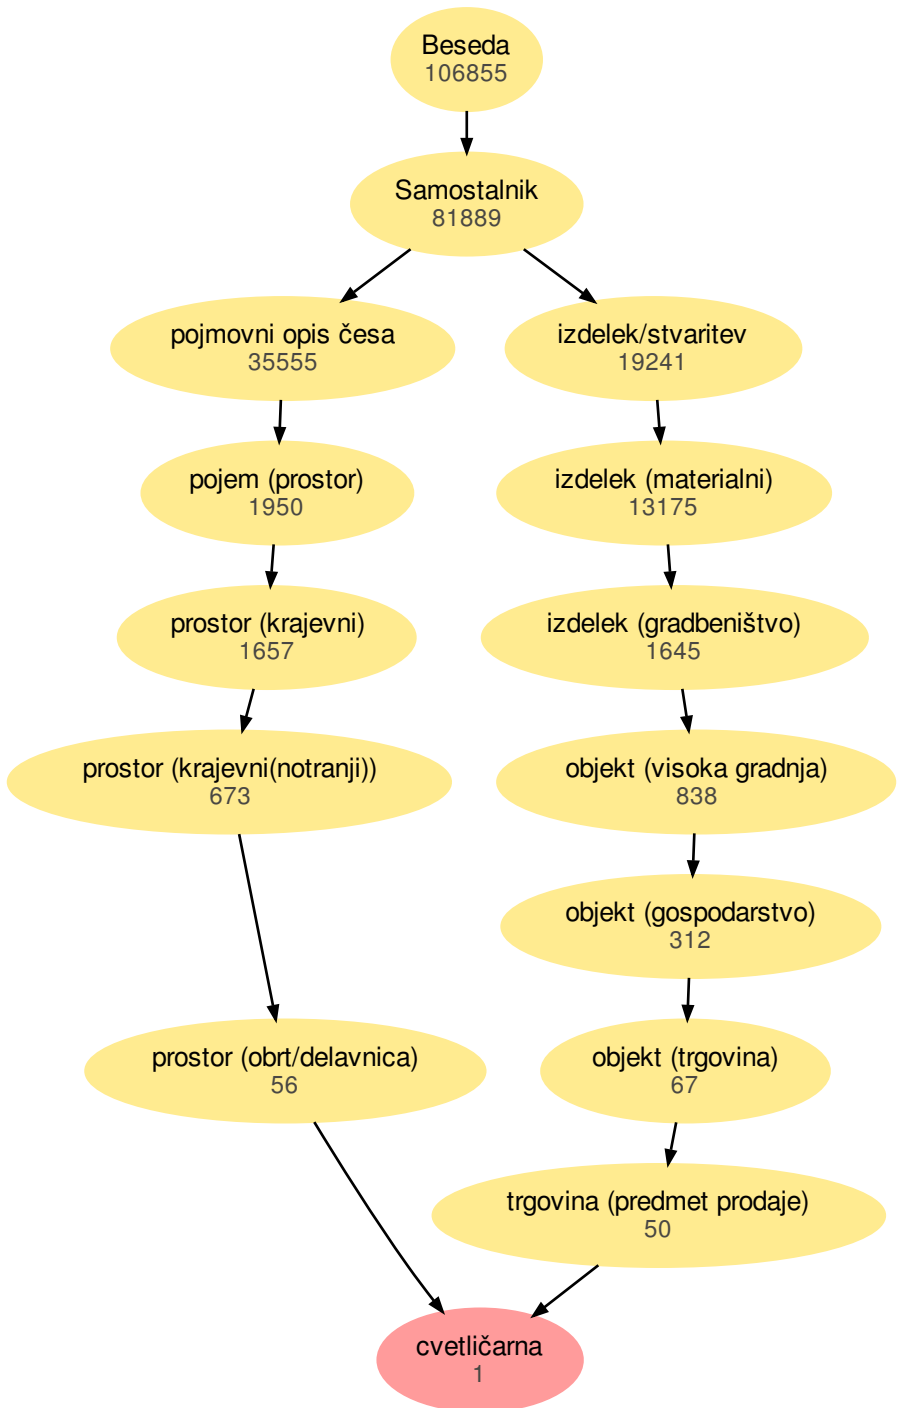 Beseda
106855
Samostalnik
81889
pojmovni opis česa
35555
izdelek/stvaritev
19241
pojem (prostor)
1950
izdelek (materialni)
13175
prostor (krajevni)
1657
izdelek (gradbeništvo)
1645
prostor (krajevni(notranji))
673
objekt (visoka gradnja)
838
objekt (gospodarstvo)
312
prostor (obrt/delavnica)
56
objekt (trgovina)
67
trgovina (predmet prodaje)
50
cvetličarna
1